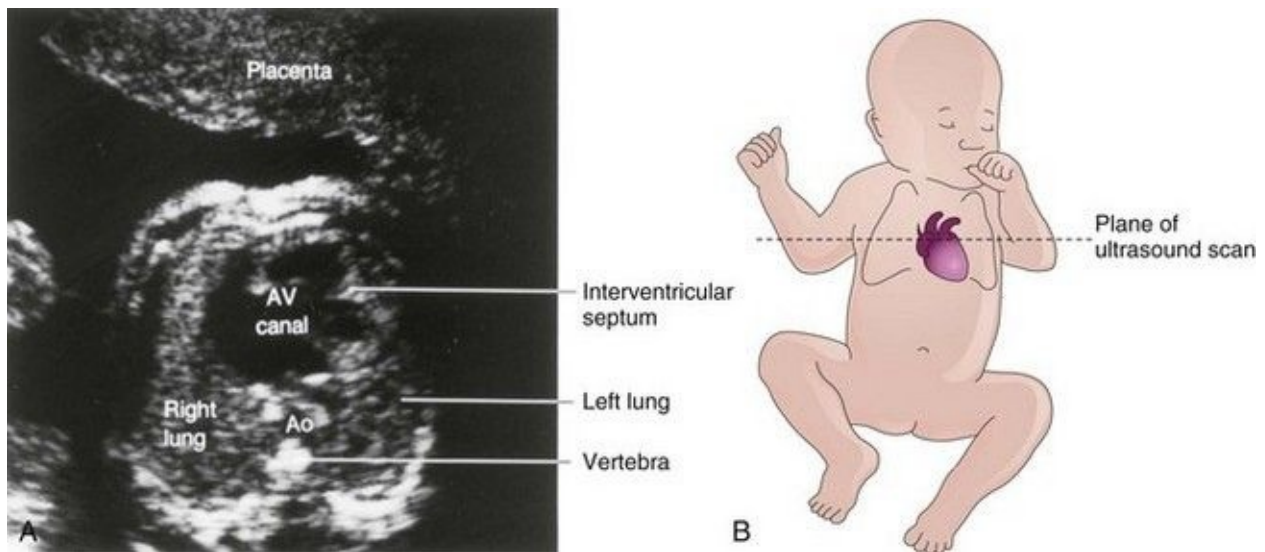 Placenta
AV
canal
Interventricular
septum
Right
lung
Ao
Left lung
Vertebra
A
Plane of
ultrasound scan
B